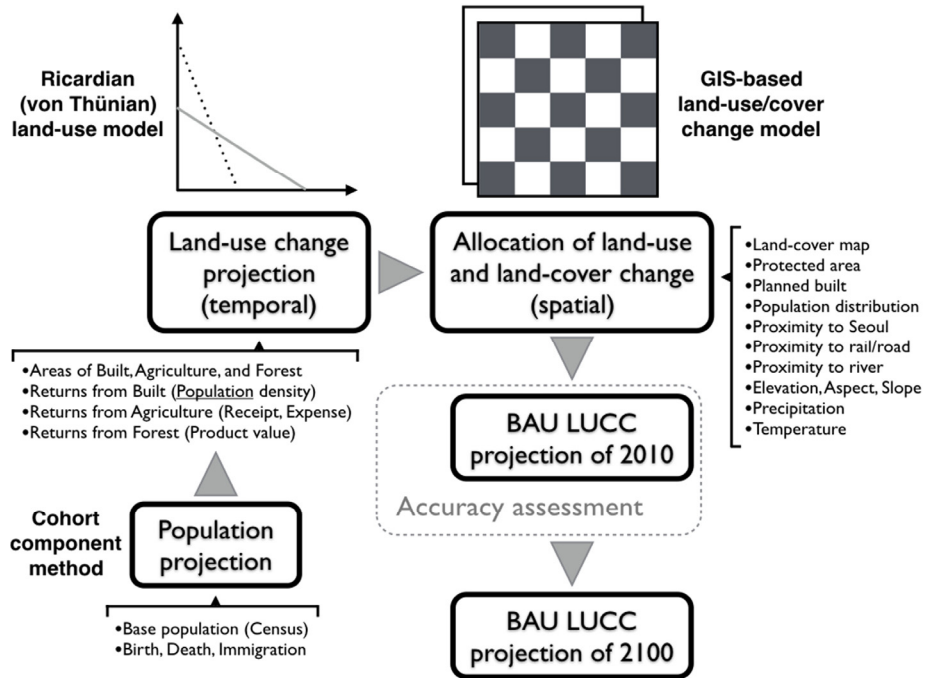 Ricardian
(von Thünian)
land-use model
GIS-based
land-use/cover
change model
Land-use change
projection
(temporal)
Allocation of land-use
and land-cover change
(spatial)
•Land-cover map
•Protected area
•Planned built
•Population distribution
•Proximity to Seoul
•Proximity to rail/road
•Proximity to river
•Elevation, Aspect, Slope
•Precipitation
•Temperature
•Areas of Built, Agriculture, and Forest
•Returns from Built (Population density)
•Returns from Agriculture (Receipt, Expense)
•Returns from Forest (Product value)
BAU LUCC
projection of 2010
Accuracy assessment
Cohort
component
method
Population
projection
•Base population (Census)
•Birth, Death, Immigration
BAU LUCC
projection of 2100